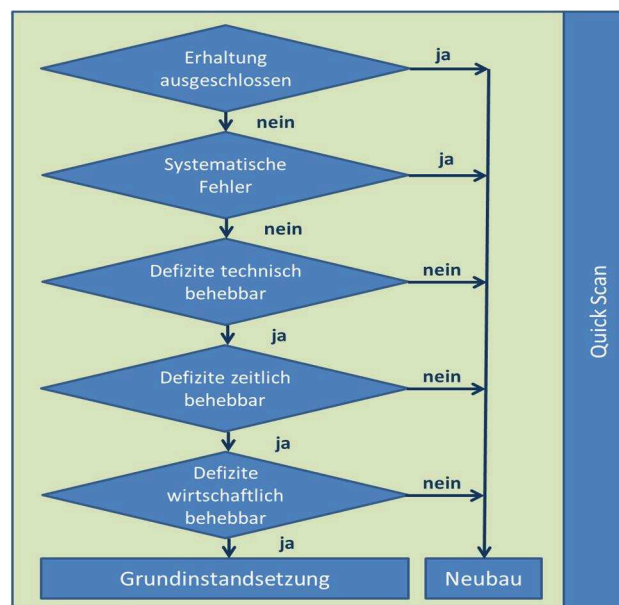 Erhaltung
ausgeschlossen
ja
nein
Systematische
Fehler
ja
nein
Defizite technisch
behebbar
nein
ja
Defizite zeitlich
behebbar
nein
ja
Defizite
wirtschaftlich
behebbar
nein
ja
Grundinstandsetzung
Neubau
Quick Scan